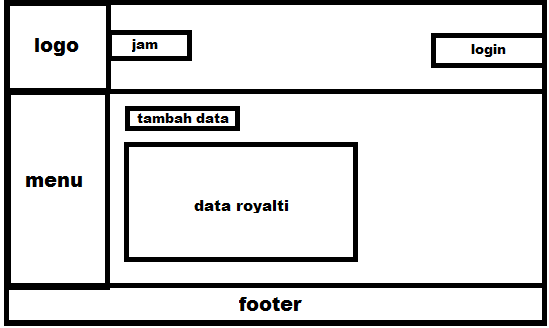 logo
jam
login
tambah data
menu
data royalti
footer